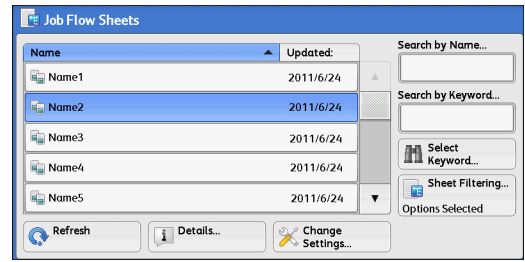 Job Flow Sheets
Name Updated:
Name1 2011/6/24
Name2 2011/6/24
Name3 2011/6/24
Name4 2011/6/24
Name5 2011/6/24
Search by Name...
Search by Keyword...
Select
Keyword...
Sheet Filtering...
Options Selected
Refresh
Details...
Change
Settings...